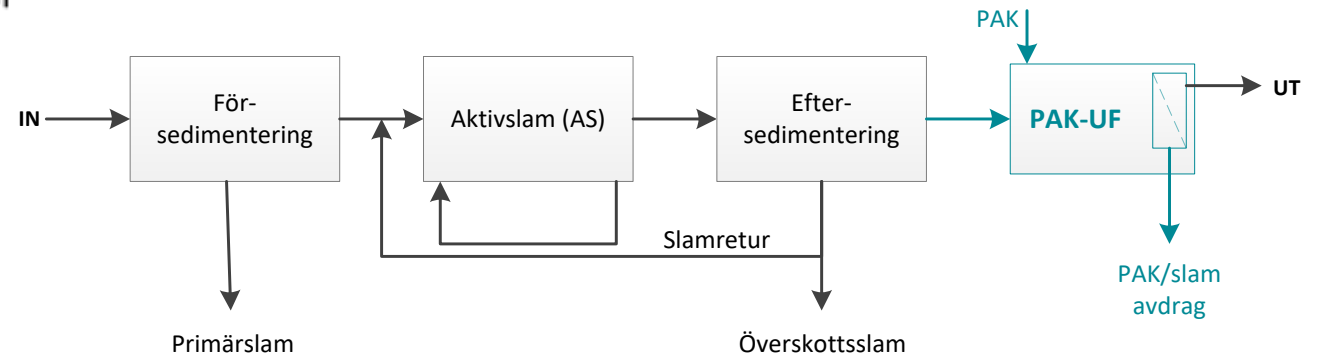 PAK
IN
För-
sedimentering
Aktivslam (AS)
Efter-
sedimentering
PAK-UF
UT
Slamretur
PAK/slam
avdrag
Primärslam
Överskottsslam